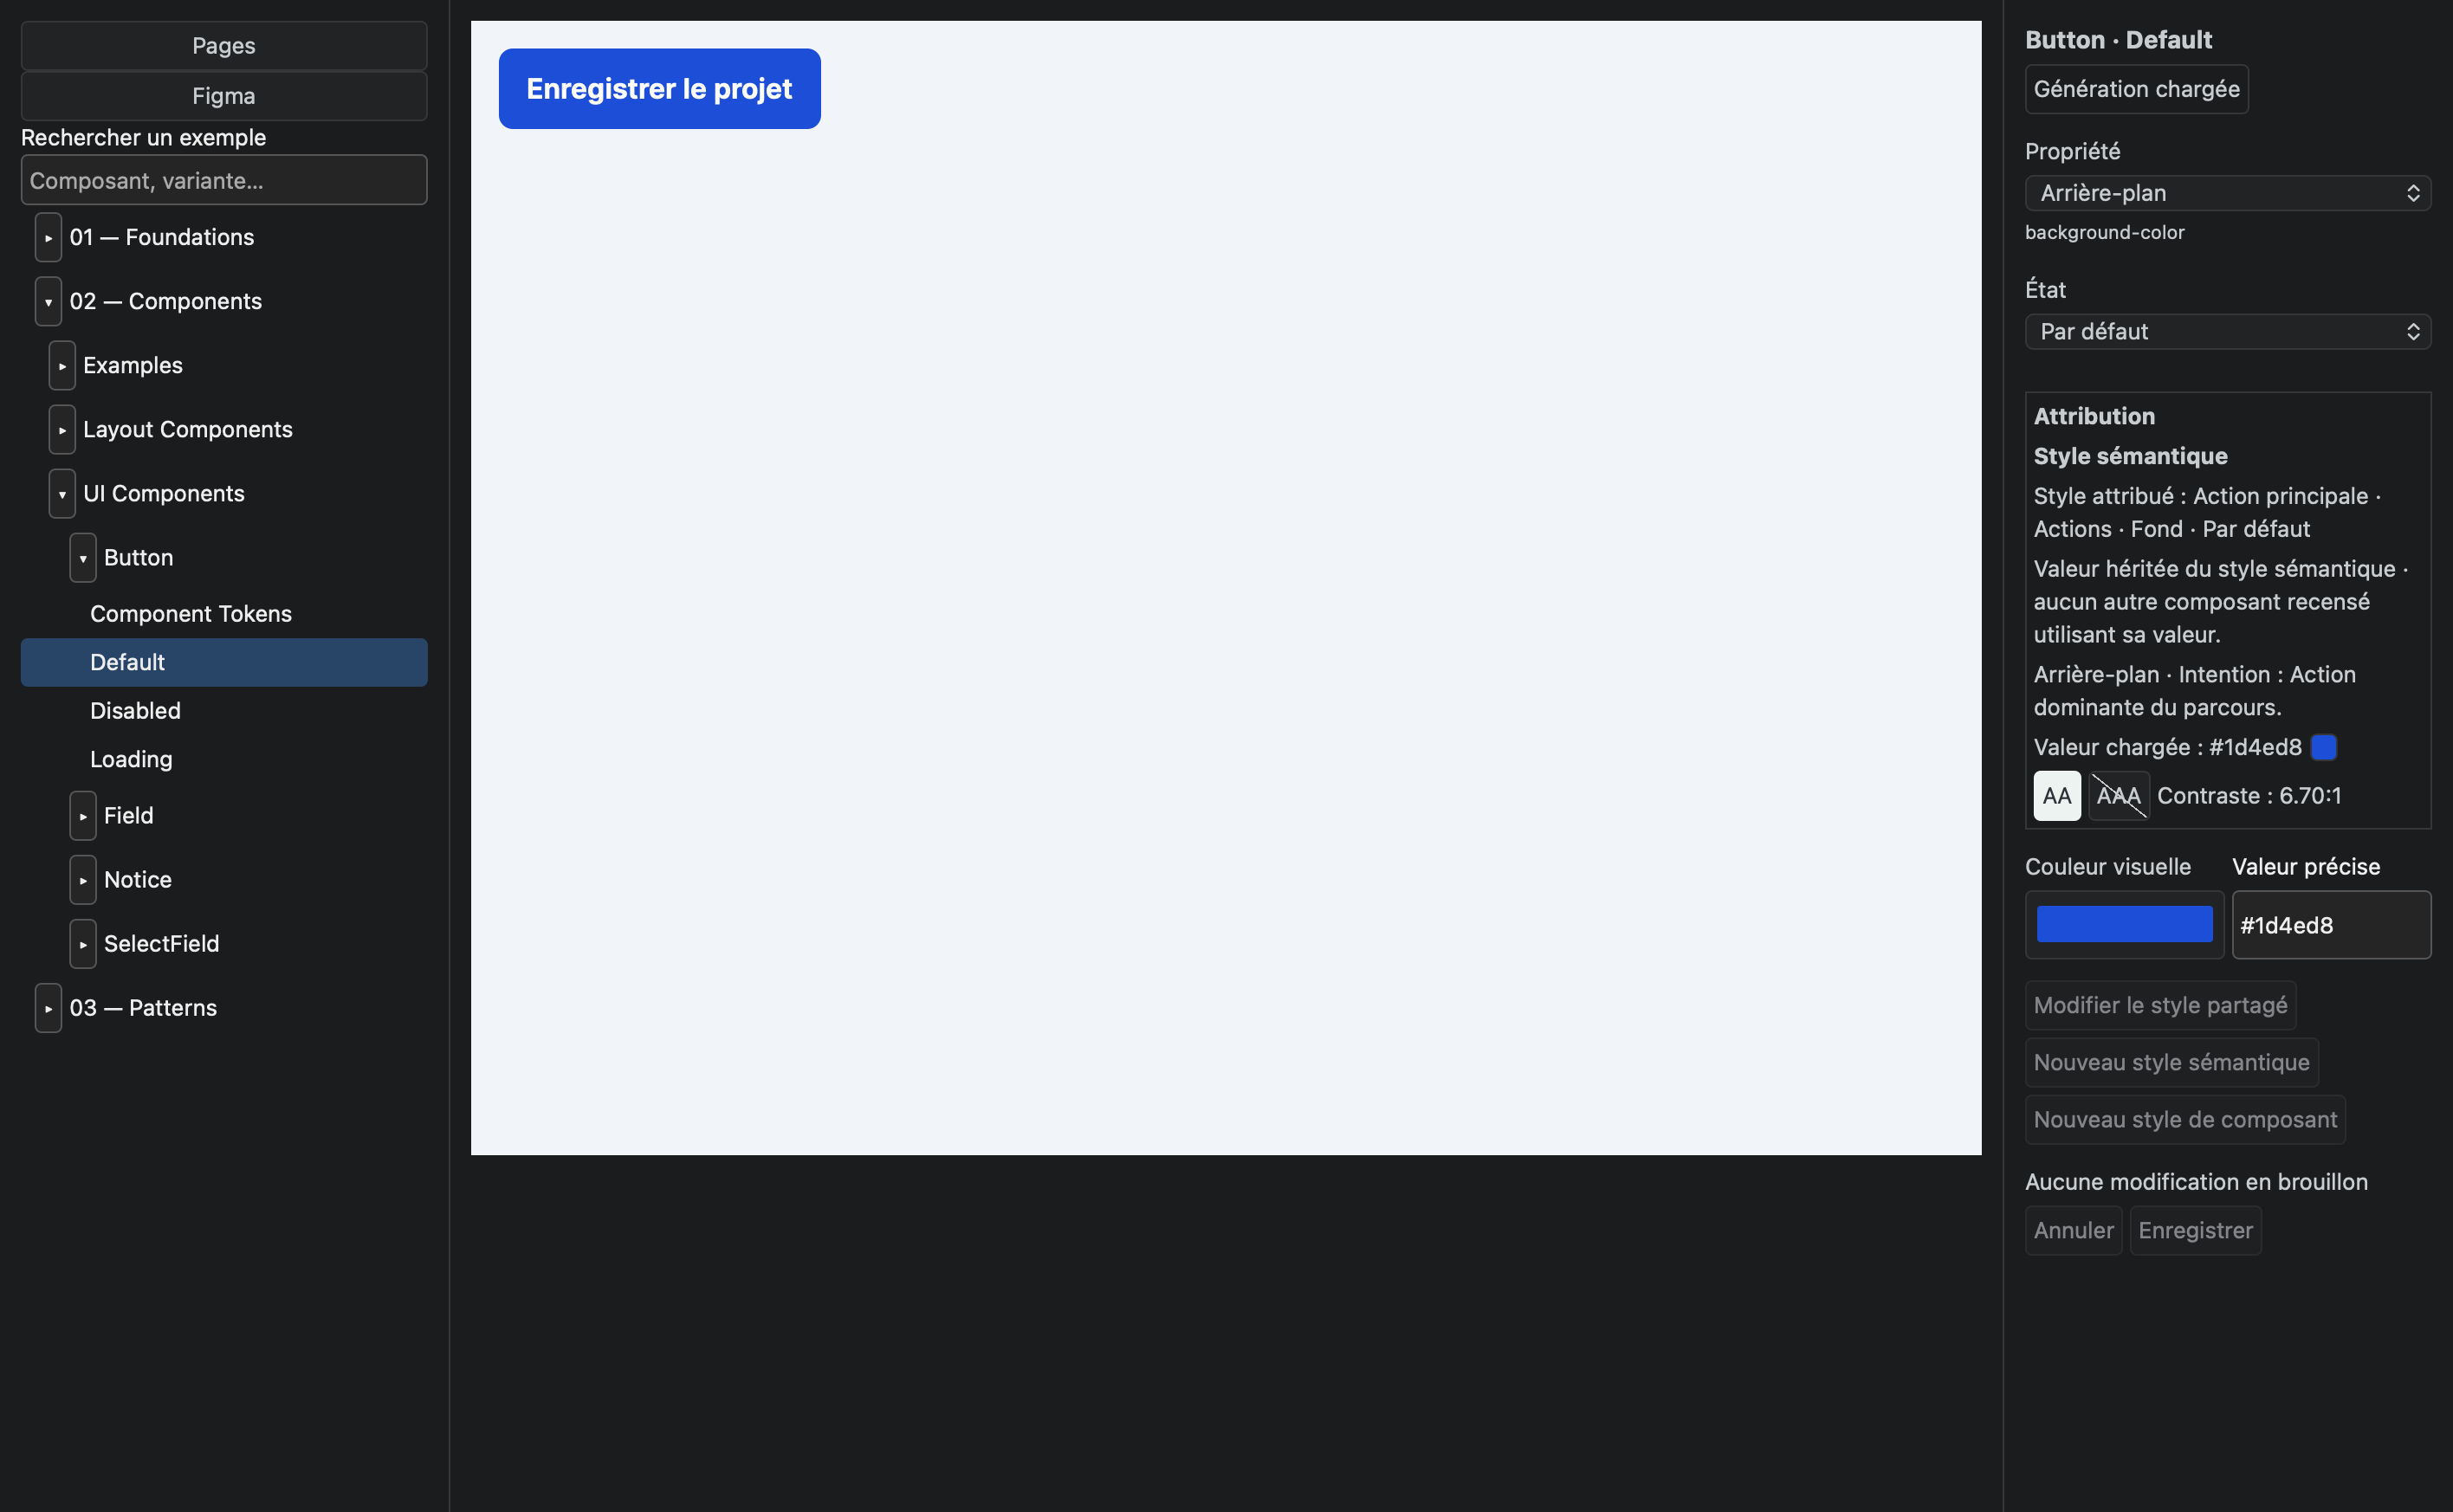 Pages
Figma
Rechercher un exemple
Composant, variante...
01 — Foundations
02 — Components
Examples
Layout Components
UI Components
Button
Component Tokens
Default
Disabled
Loading
Field
Notice
SelectField
03 — Patterns
Enregistrer le projet
Button · Default
Génération chargée
Propriété
Arrière-plan
background-color
État
Par défaut
Attribution
Style sémantique
Style attribué : Action principale ·
Actions · Fond · Par défaut
Valeur héritée du style sémantique ·
aucun autre composant recensé
utilisant sa valeur.
Arrière-plan · Intention : Action
dominante du parcours.
Valeur chargée : #1d4ed8
AA AAA Contraste : 6.70:1
Couleur visuelle Valeur précise
#1d4ed8
Modifier le style partagé
Nouveau style sémantique
Nouveau style de composant
Aucune modification en brouillon
Annuler Enregistrer